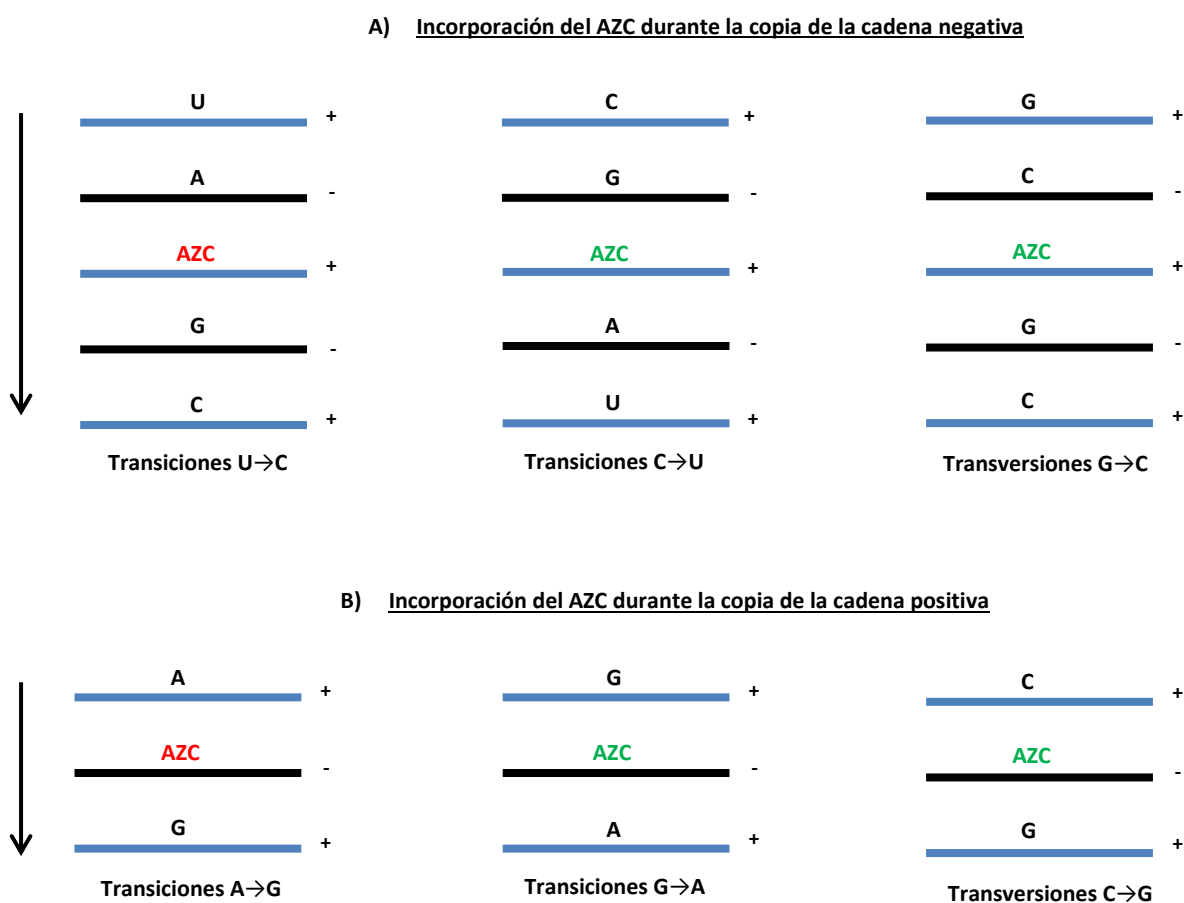 A) Incorporación del AZC durante la copia de la cadena negativa
U + C + G +
A - G - C -
AZC + AZC + AZC +
G - A - G -
C + U + C +
Transiciones U→C Transiciones C→U Transversiones G→C
B) Incorporación del AZC durante la copia de la cadena positiva
A + G + C +
AZC - AZC - AZC -
G + A + G +
Transiciones A→G Transiciones G→A Transversiones C→G